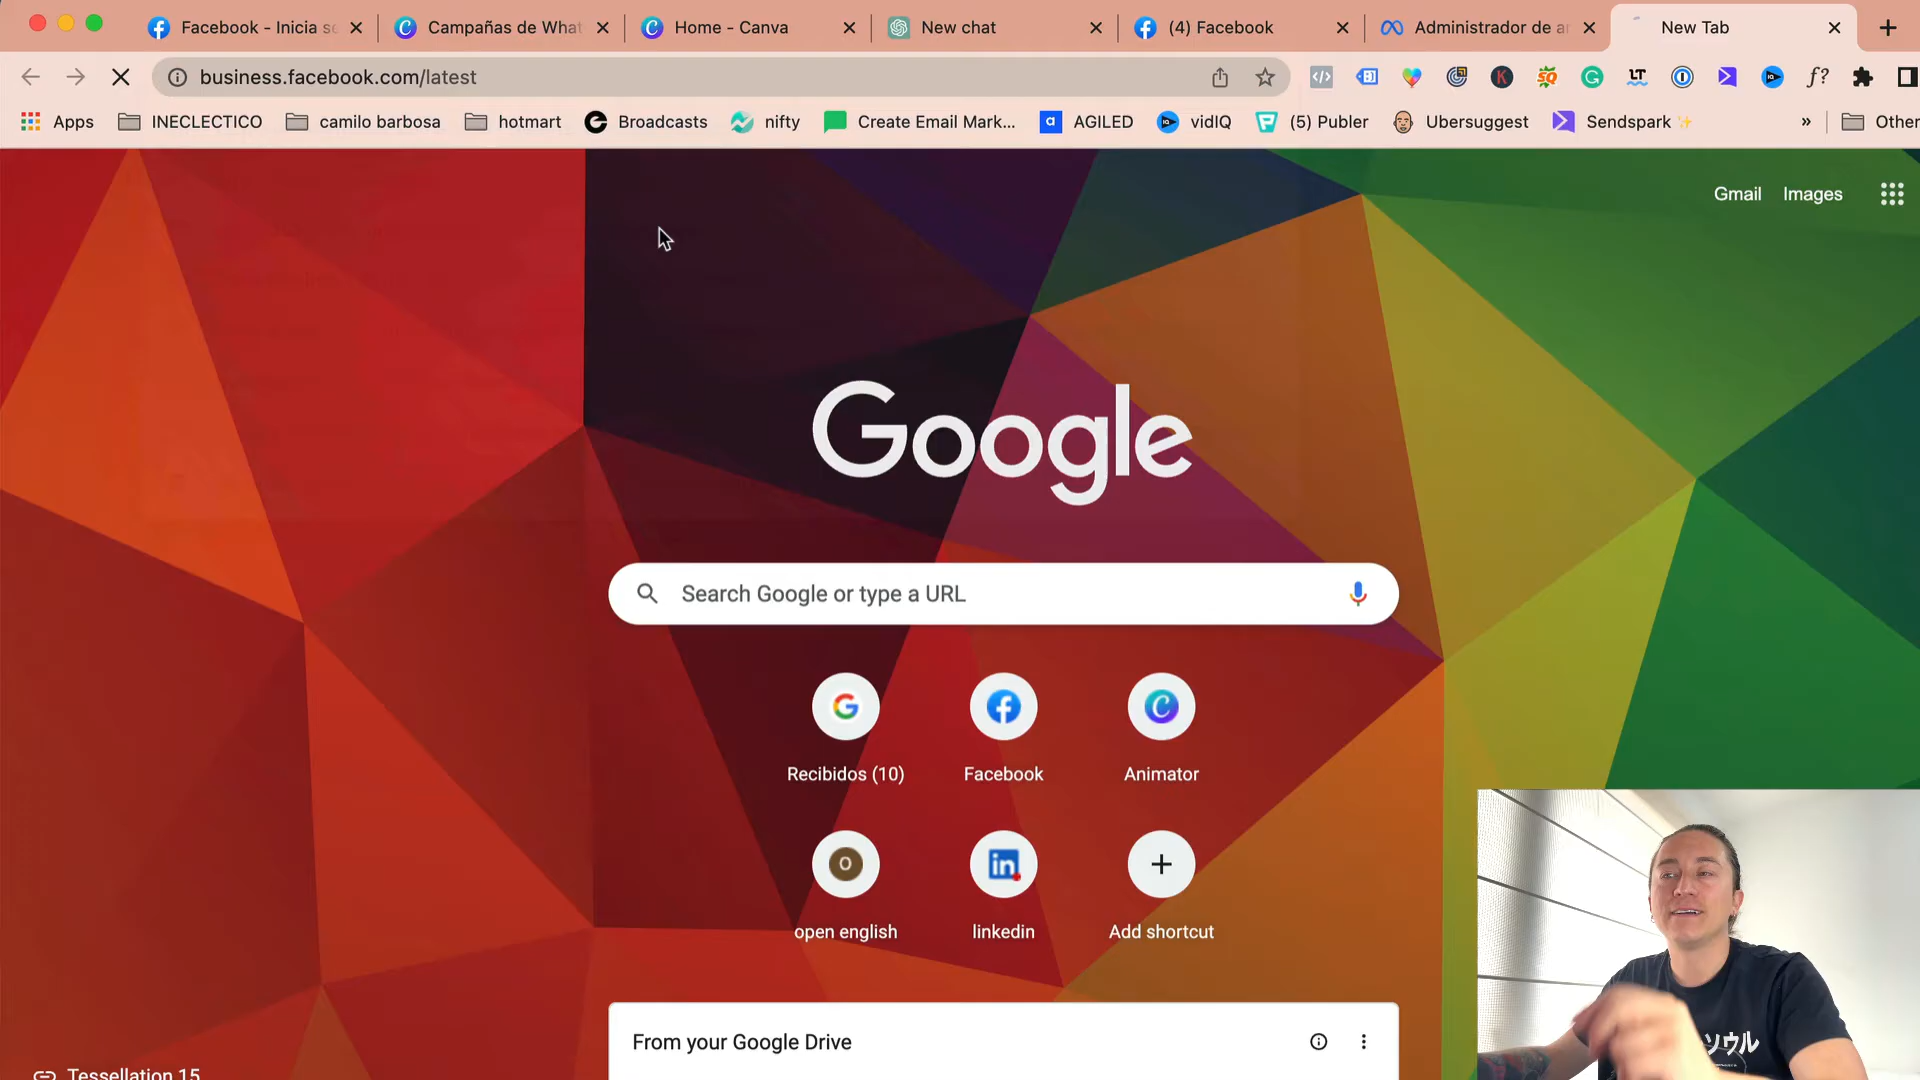 Facebook - Inicia se
Campañas de What
Home - Canva
New chat
(4) Facebook
Administrador de an
New Tab
business.facebook.com/latest
Apps
INECLECTICO
camilo barbosa
hotmart
Broadcasts
nifty
Create Email Mark...
AGILED
vidIQ
(5) Publer
Ubersuggest
Sendspark
Other
Gmail
Images
Google
Search Google or type a URL
Recibidos (10)
Facebook
Animator
open english
linkedin
Add shortcut
From your Google Drive
Tessellation 15
ソウル